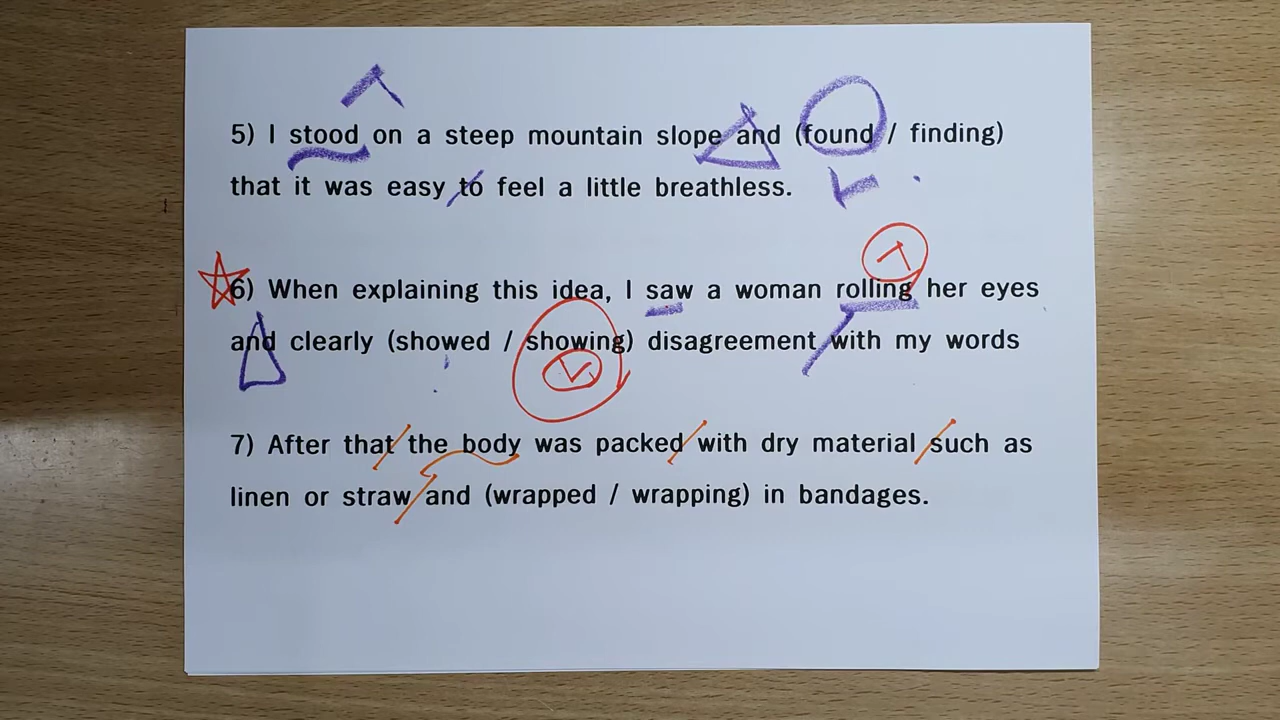 5) I stood on a steep mountain slope and (found / finding)
that it was easy to feel a little breathless.
6) When explaining this idea, I saw a woman rolling her eyes
and clearly (showed / showing) disagreement with my words
7) After that the body was packed with dry material such as
linen or straw and (wrapped / wrapping) in bandages.